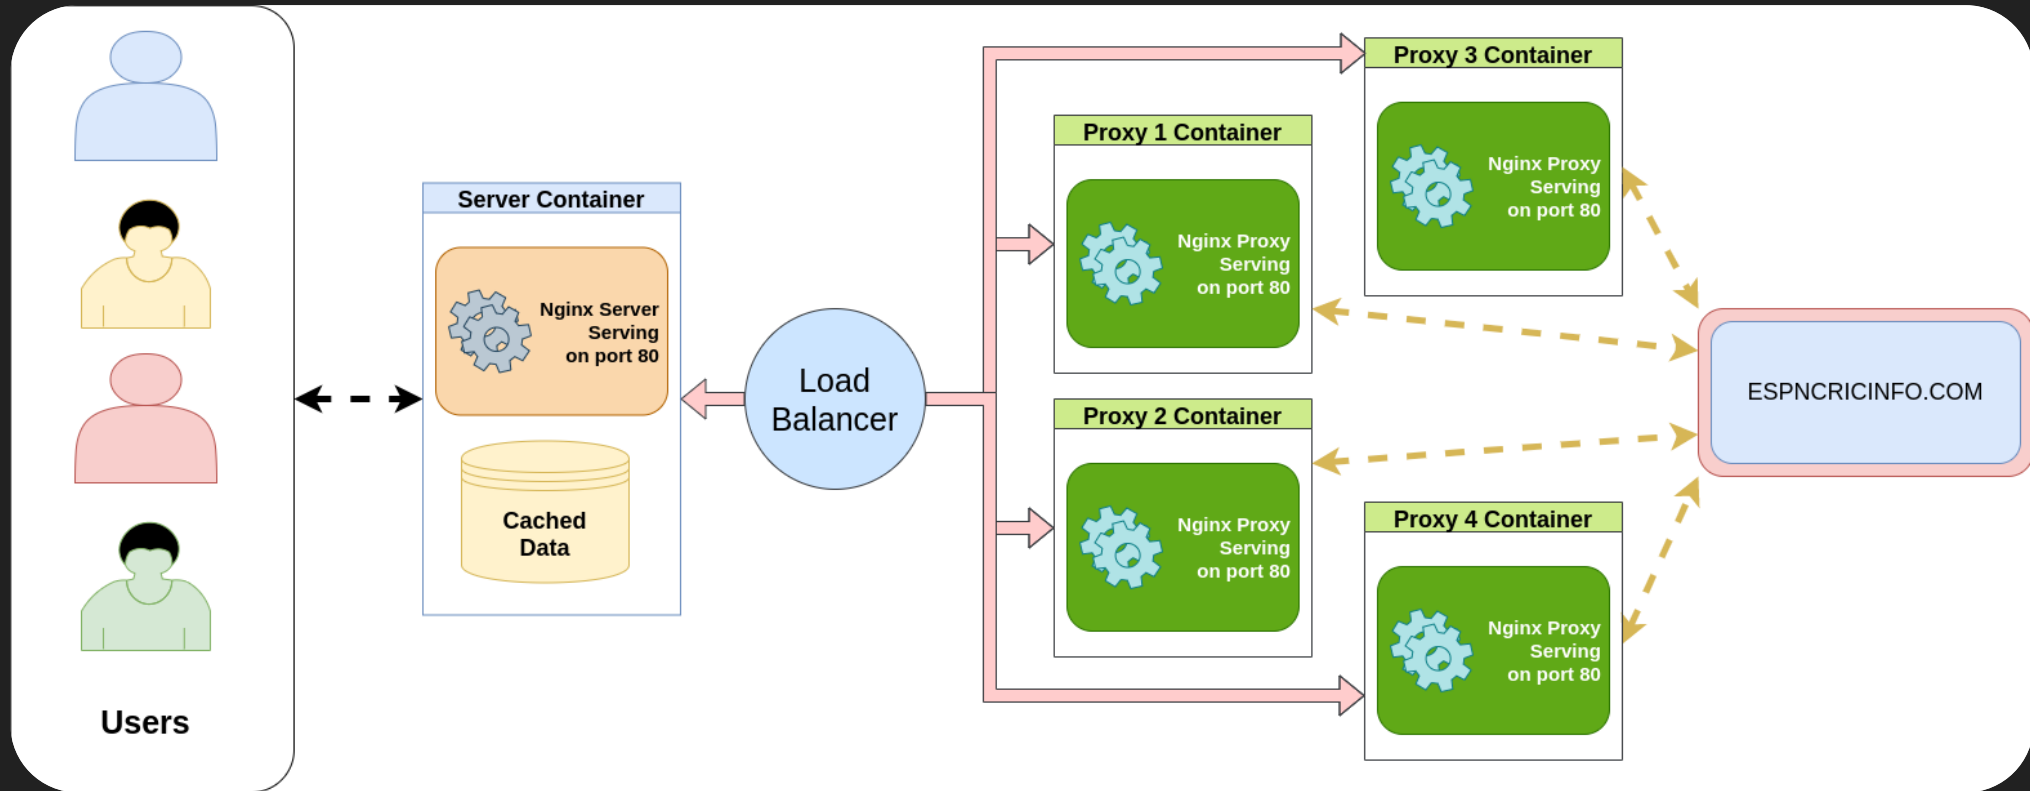 Users
Server Container
Nginx Server
Serving
on port 80
Cached
Data
Load
Balancer
Proxy 1 Container
Nginx Proxy
Serving
on port 80
Proxy 2 Container
Nginx Proxy
Serving
on port 80
Proxy 3 Container
Nginx Proxy
Serving
on port 80
Proxy 4 Container
Nginx Proxy
Serving
on port 80
ESPNCRICINFO.COM